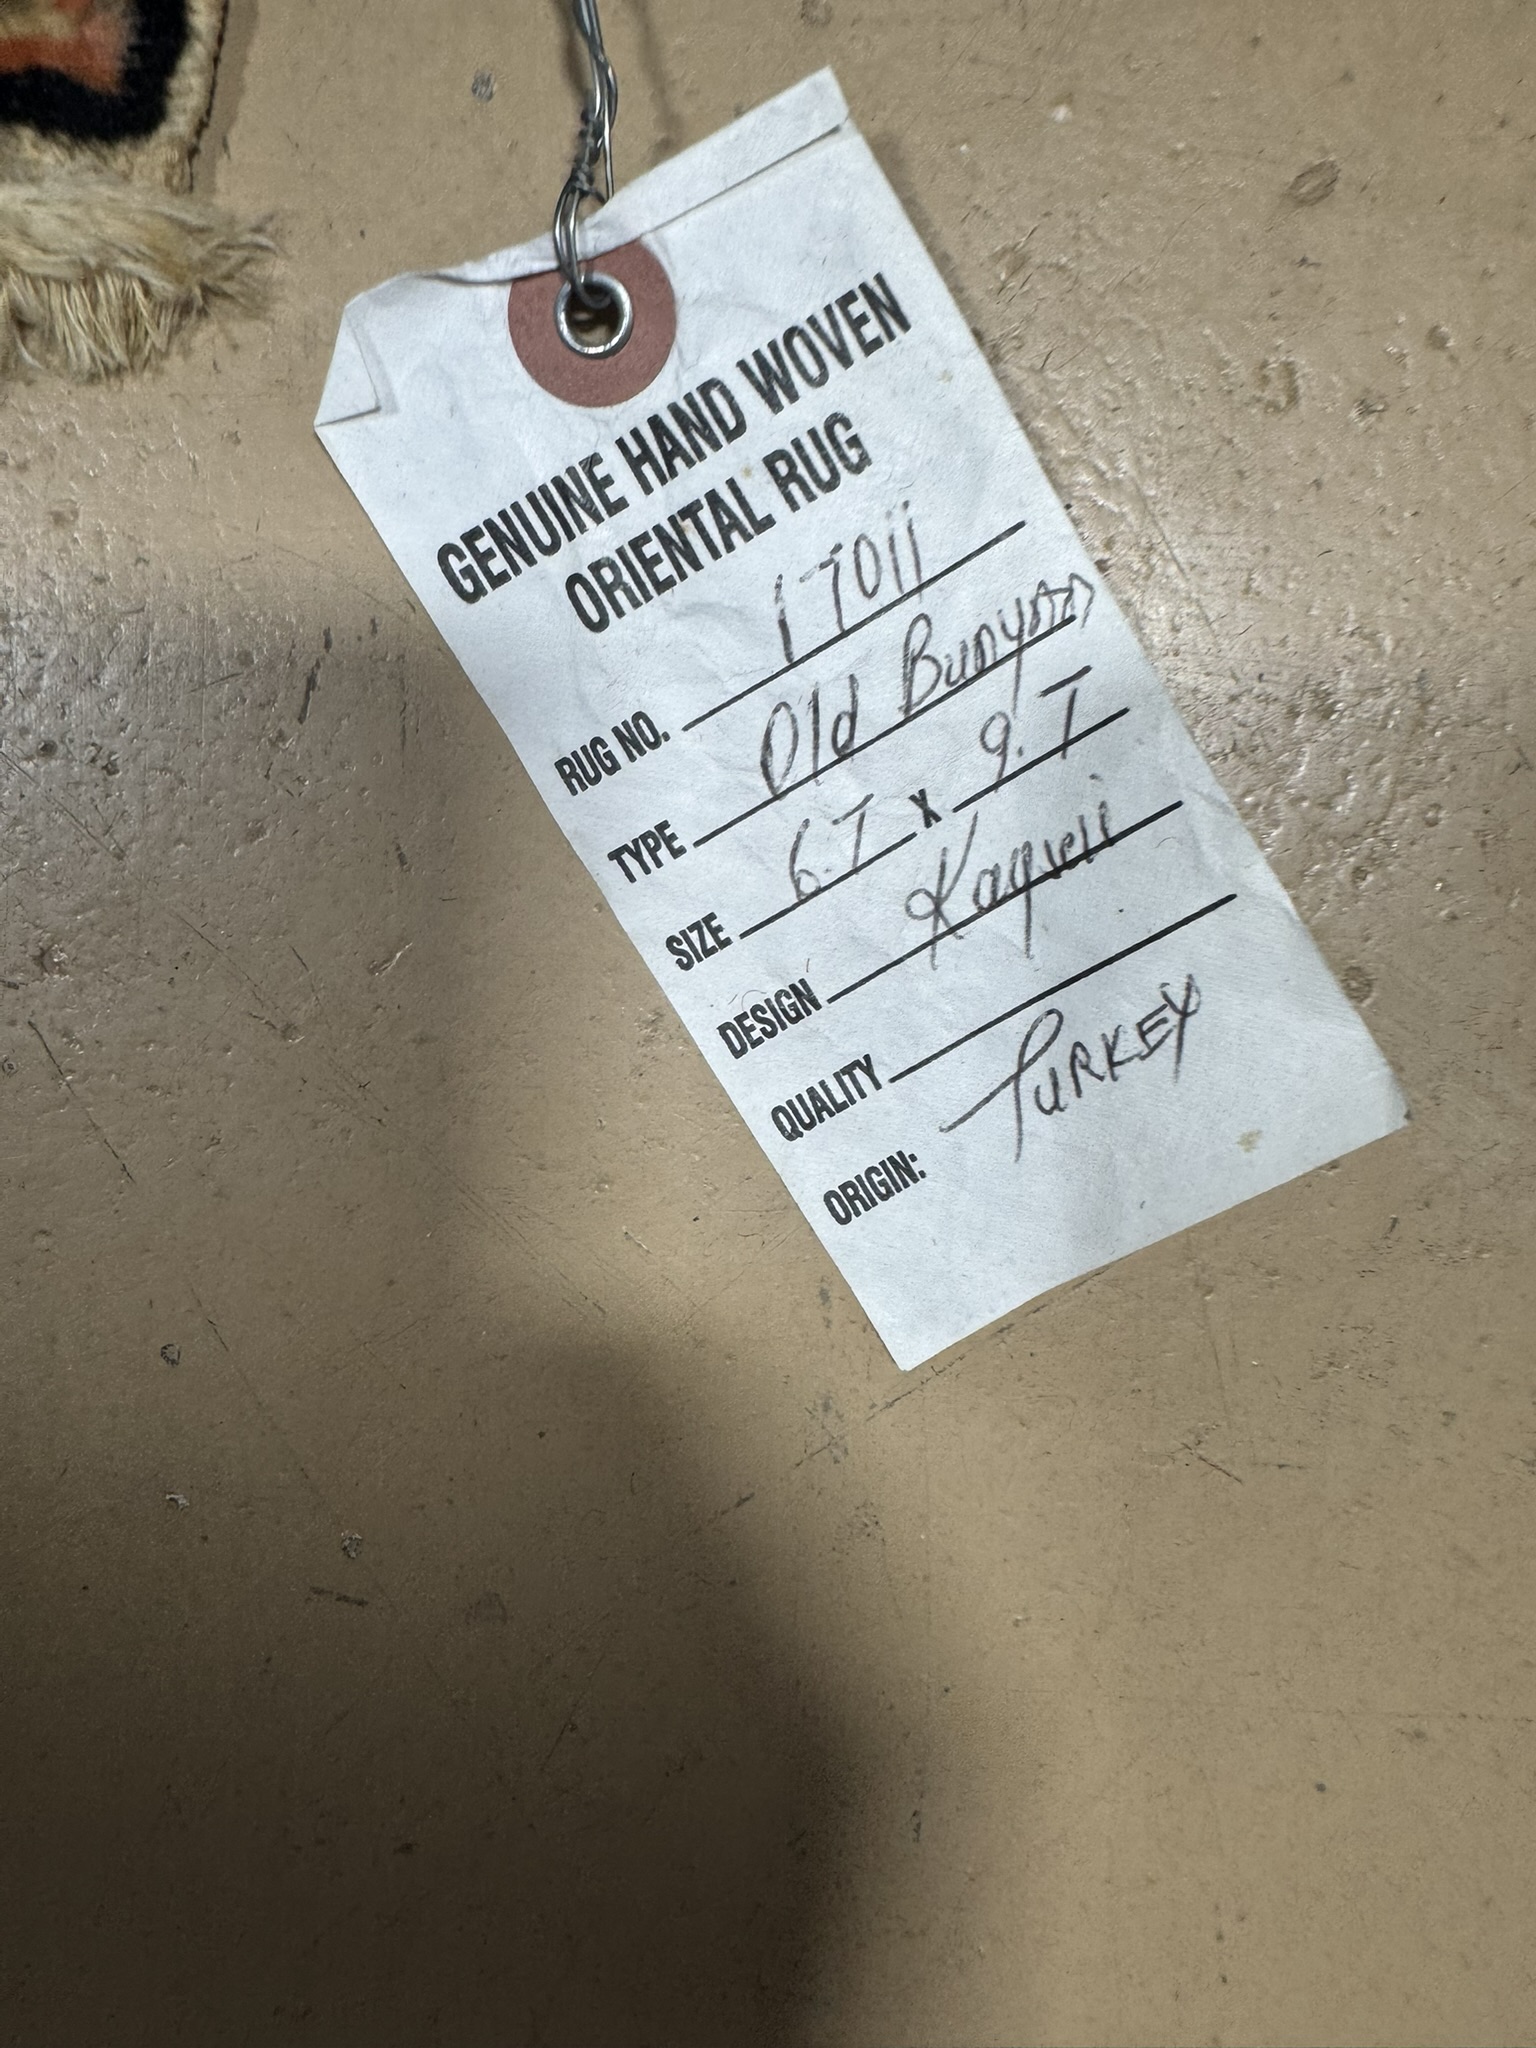 GENUINE HAND WOVEN
ORIENTAL RUG
RUG NO. 17011
TYPE Old Bunyan
SIZE 6.7 x 9.7
DESIGN
QUALITY
ORIGIN: TURKEY